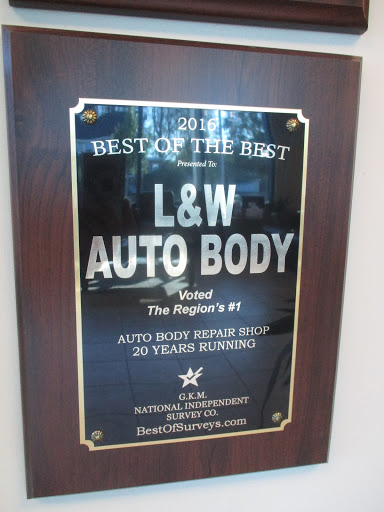 2016
BEST OF THE BEST
Presented To:
L&W
AUTO BODY
Voted
The Region's #1
AUTO BODY REPAIR SHOP
20 YEARS RUNNING
G.K.M.
NATIONAL INDEPENDENT
SURVEY CO.
BestOfSurveys.com